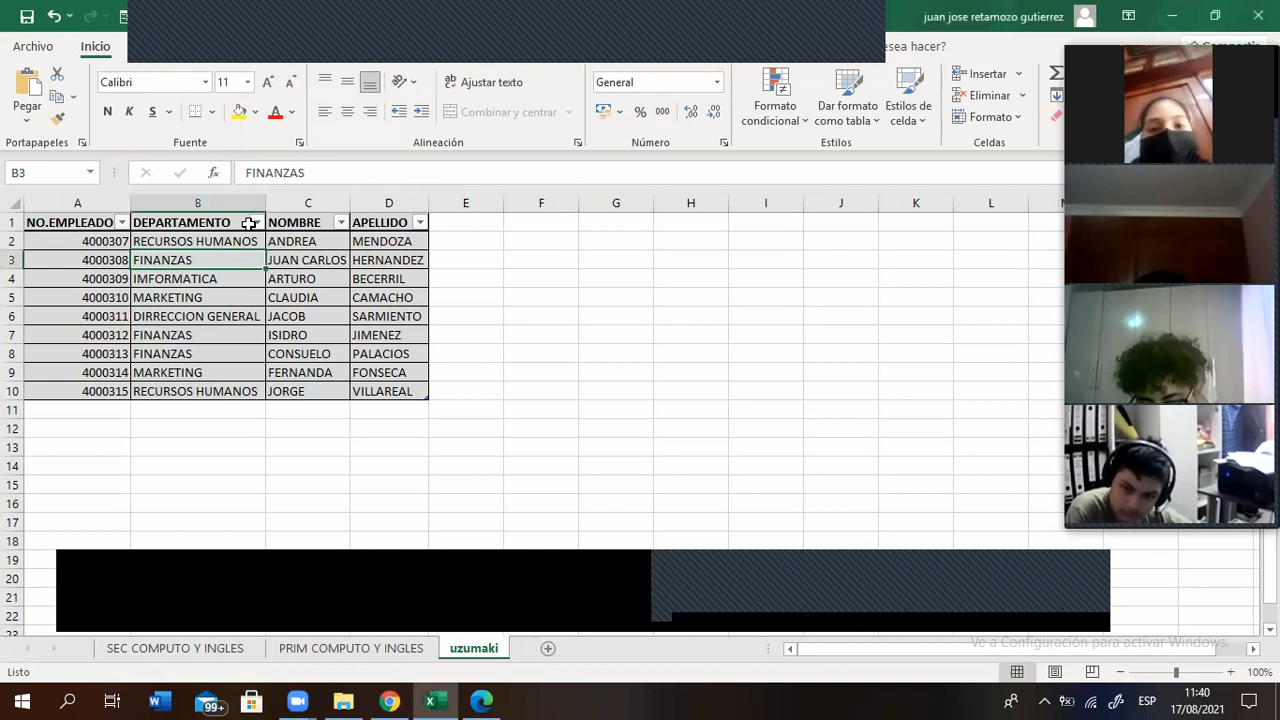 juan jose retamozo gutierrez
Archivo Inicio esea hacer?
Calibri 11 Ajustar texto General Insertar
Pegar N K S Combinar y centrar % 000 Formato condicional Dar formato como tabla Estilos de celda Eliminar Formato
Portapapeles Fuente Alineación Número Estilos Celdas
B3 fx FINANZAS
A B C D E F G H I J K L
1 NO.EMPLEADO DEPARTAMENTO NOMBRE APELLIDO
2 4000307 RECURSOS HUMANOS ANDREA MENDOZA
3 4000308 FINANZAS JUAN CARLOS HERNANDEZ
4 4000309 IMFORMATICA ARTURO BECERRIL
5 4000310 MARKETING CLAUDIA CAMACHO
6 4000311 DIRRECCION GENERAL JACOB SARMIENTO
7 4000312 FINANZAS ISIDRO JIMENEZ
8 4000313 FINANZAS CONSUELO PALACIOS
9 4000314 MARKETING FERNANDA FONSECA
10 4000315 RECURSOS HUMANOS JORGE VILLAREAL
11
12
13
14
15
16
17
18
19
20
21
22
23
Ve a Configuración para activar Windows.
SEC COMPUTO Y INGLES PRIM COMPUTO Y INGLES uzumaki
Listo 100%
99+ ESP 11:40
17/08/2021